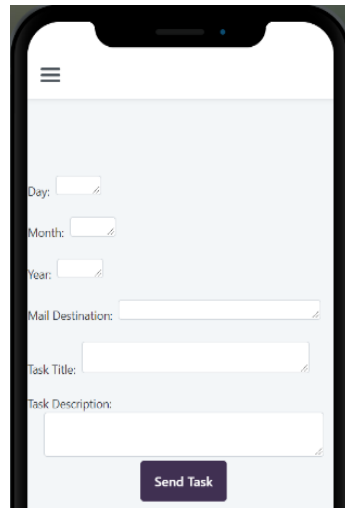 Day:
Month:
Year:
Mail Destination:
Task Title:
Task Description:
Send Task